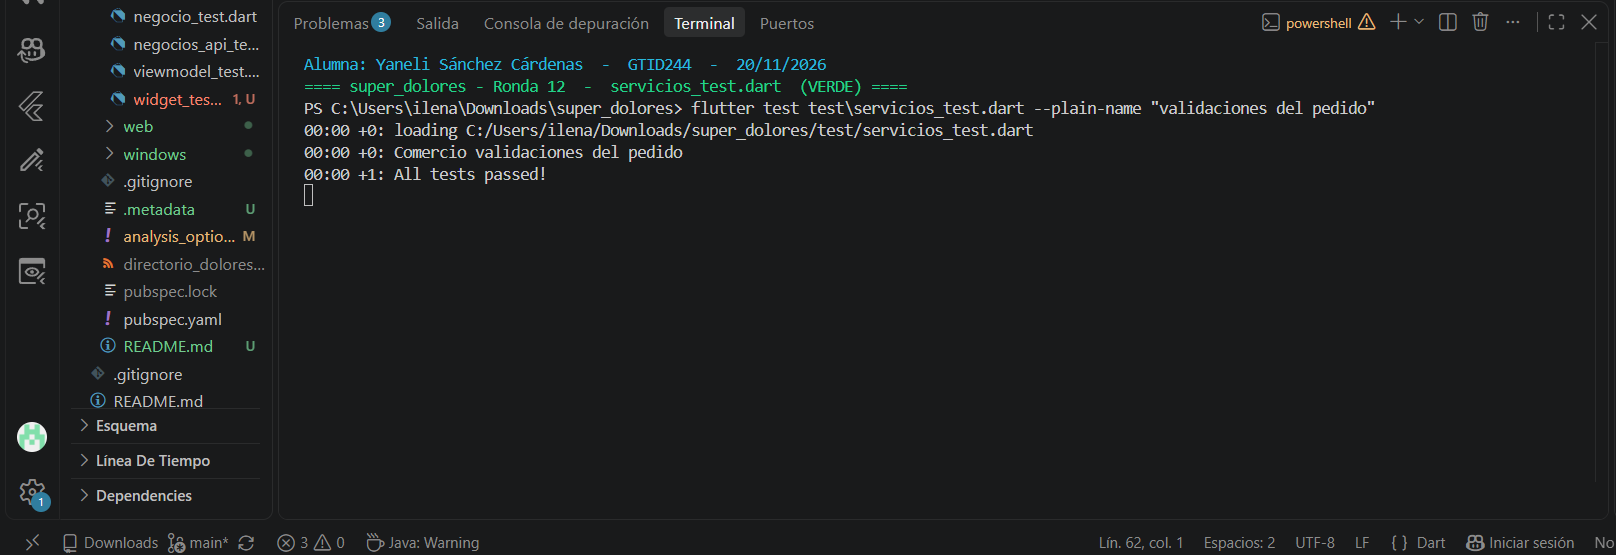 negocio_test.dart
negocios_api_te...
viewmodel_test....
widget_tes... 1, U
web
windows
.gitignore
.metadata U
analysis_optio... M
directorio_dolores...
pubspec.lock
pubspec.yaml
README.md U
.gitignore
README.md
Esquema
Línea De Tiempo
Dependencies
1
Problemas 3 Salida Consola de depuración Terminal Puertos
powershell
Alumna: Yaneli Sánchez Cárdenas - GTID244 - 20/11/2026
==== super_dolores - Ronda 12 - servicios_test.dart (VERDE) ====
PS C:\Users\ilena\Downloads\super_dolores> flutter test test\servicios_test.dart --plain-name "validaciones del pedido"
00:00 +0: loading C:/Users/ilena/Downloads/super_dolores/test/servicios_test.dart
00:00 +0: Comercio validaciones del pedido
00:00 +1: All tests passed!
Downloads main* 3 0 Java: Warning Lín. 62, col. 1 Espacios: 2 UTF-8 LF { } Dart Iniciar sesión No